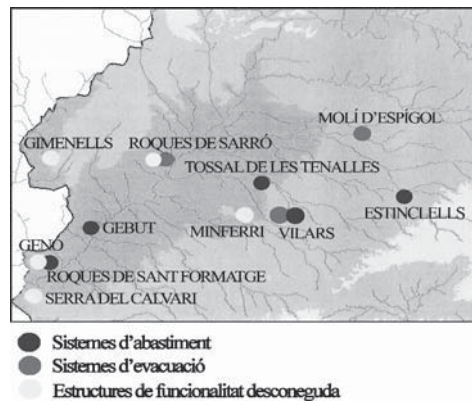 MOLÍ D'ESPÍGOL
GIMENELLS
ROQUES DE SARRÓ
TOSSAL DE LES TENALLES
ESTINCLELLS
GEBUT
MINFERRI
VILARS
GENÓ
ROQUES DE SANT FORMATGE
SERRA DEL CALVARI
Sistemes d'abastiment
Sistemes d'evacuació
Estructures de funcionalitat desconeguda